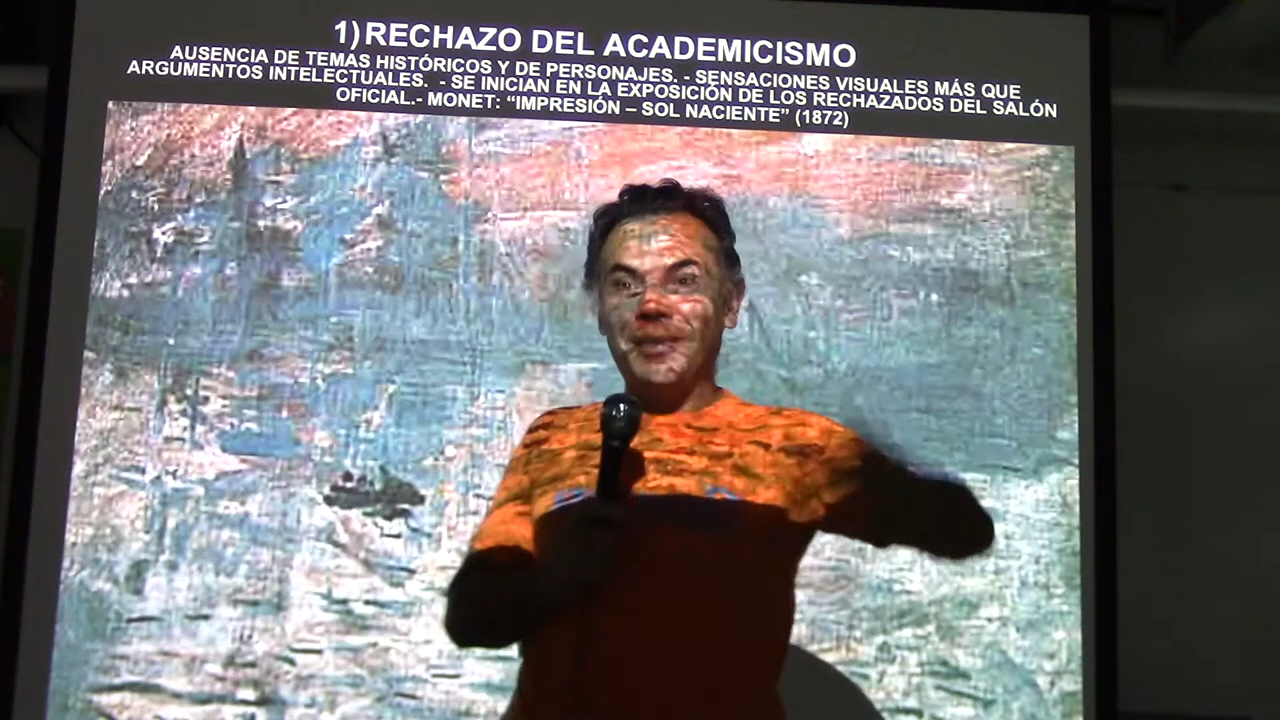 1) RECHAZO DEL ACADEMICISMO
AUSENCIA DE TEMAS HISTÓRICOS Y DE PERSONAJES. - SENSACIONES VISUALES MÁS QUE
ARGUMENTOS INTELECTUALES. - SE INICIAN EN LA EXPOSICIÓN DE LOS RECHAZADOS DEL SALÓN
OFICIAL.- MONET: “IMPRESIÓN – SOL NACIENTE” (1872)